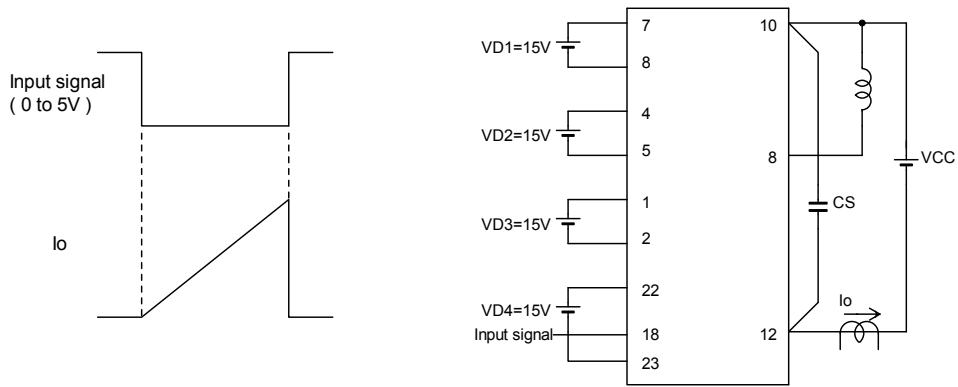 Input signal
( 0 to 5V )
Io
VD1=15V
7
8
VD2=15V
4
5
VD3=15V
1
2
VD4=15V
22
Input signal
18
23
10
8
12
VCC
CS
Io